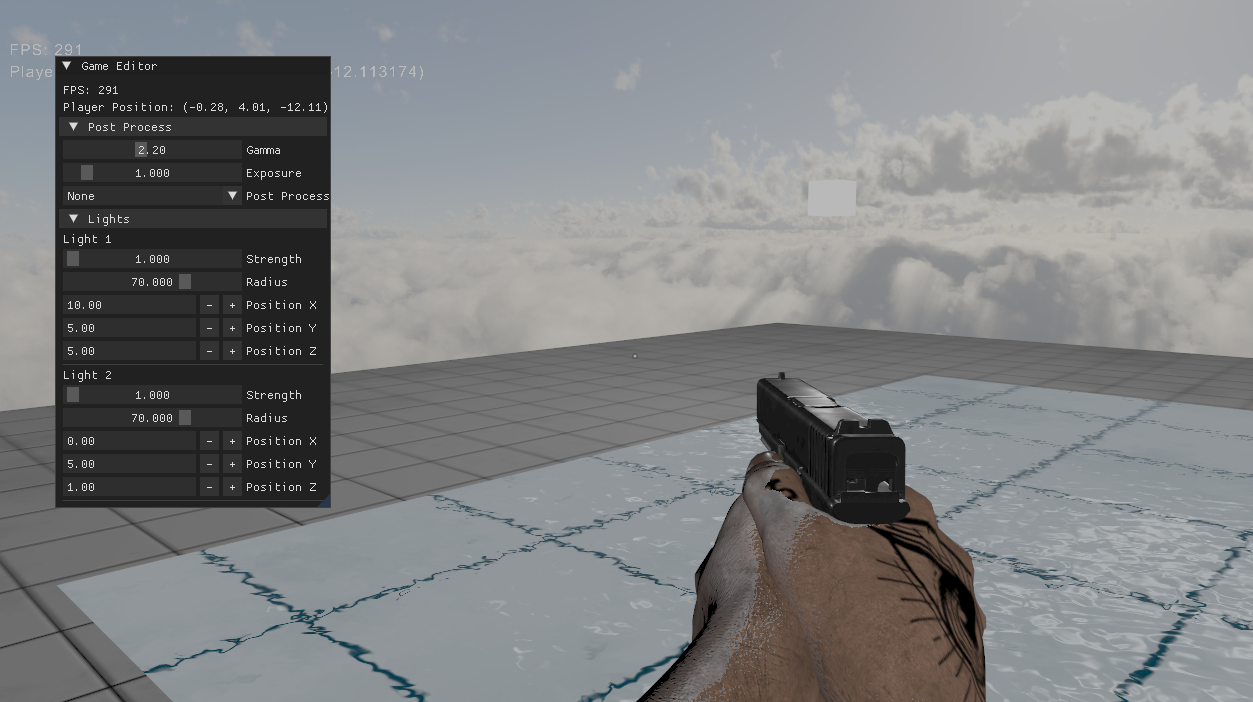 FPS: 291
Playe
-12.113174)
Game Editor
FPS: 291
Player Position: (-0.28, 4.01, -12.11)
Post Process
2.20 Gamma
1.000 Exposure
None Post Process
Lights
Light 1
1.000 Strength
70.000 Radius
10.00 - + Position X
5.00 - + Position Y
5.00 - + Position Z
Light 2
1.000 Strength
70.000 Radius
0.00 - + Position X
5.00 - + Position Y
1.00 - + Position Z